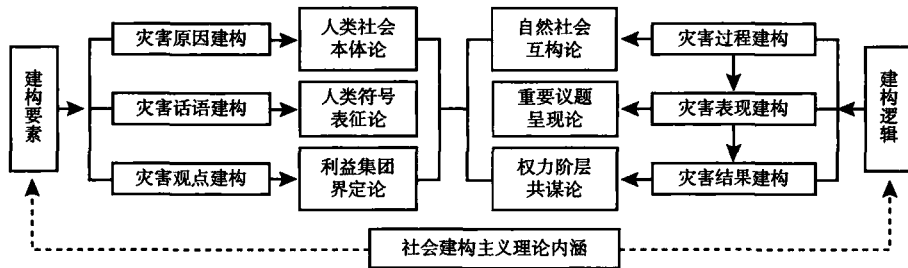 建构要素
灾害原因建构
人类社会
本体论
灾害话语建构
人类符号
表征论
灾害观点建构
利益集团
界定论
自然社会
互构论
灾害过程建构
重要议题
呈现论
灾害表现建构
权力阶层
共谋论
灾害结果建构
建构逻辑
社会建构主义理论内涵